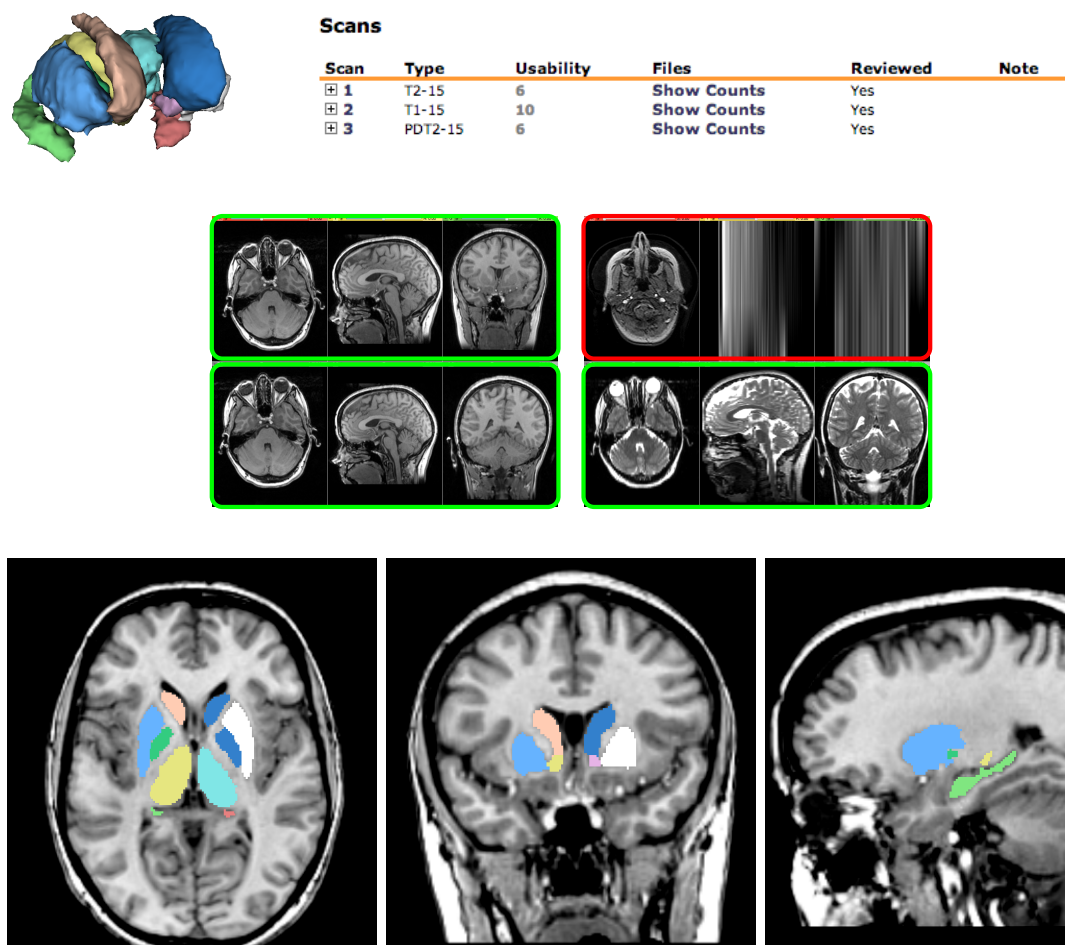 Scans
Scan Type Usability Files Reviewed Note
1 T2-15 6 Show Counts Yes
2 T1-15 10 Show Counts Yes
3 PDT2-15 6 Show Counts Yes